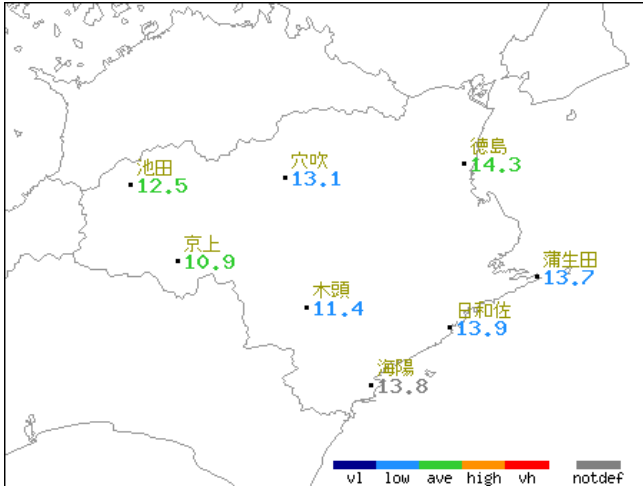 徳島
14.3
穴吹
13.1
池田
12.5
京上
10.9
蒲生田
13.7
木頭
11.4
日和佐
13.9
海陽
13.8
vl low ave high vh notdef